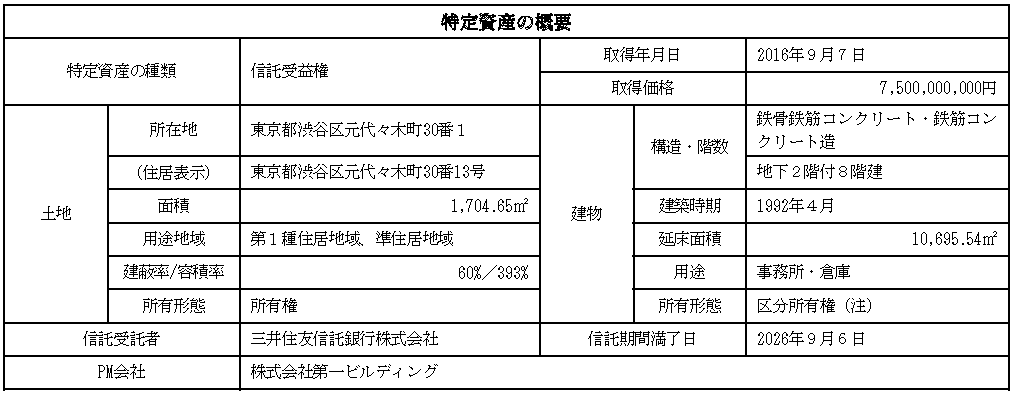 特定資産の概要
特定資産の種類
信託受益権
取得年月日
2016年９月７日
取得価格
7,500,000,000円
土地
所在地
東京都渋谷区元代々木町30番１
(住居表示)
東京都渋谷区元代々木町30番13号
面積
1,704.65㎡
用途地域
第１種住居地域、準住居地域
建蔽率/容積率
60%／393%
所有形態
所有権
建物
構造・階数
鉄骨鉄筋コンクリート・鉄筋コン
クリート造
地下２階付８階建
建築時期
1992年４月
延床面積
10,695.54㎡
用途
事務所・倉庫
所有形態
区分所有権（注）
信託受託者
三井住友信託銀行株式会社
信託期間満了日
2026年９月６日
PM会社
株式会社第一ビルディング